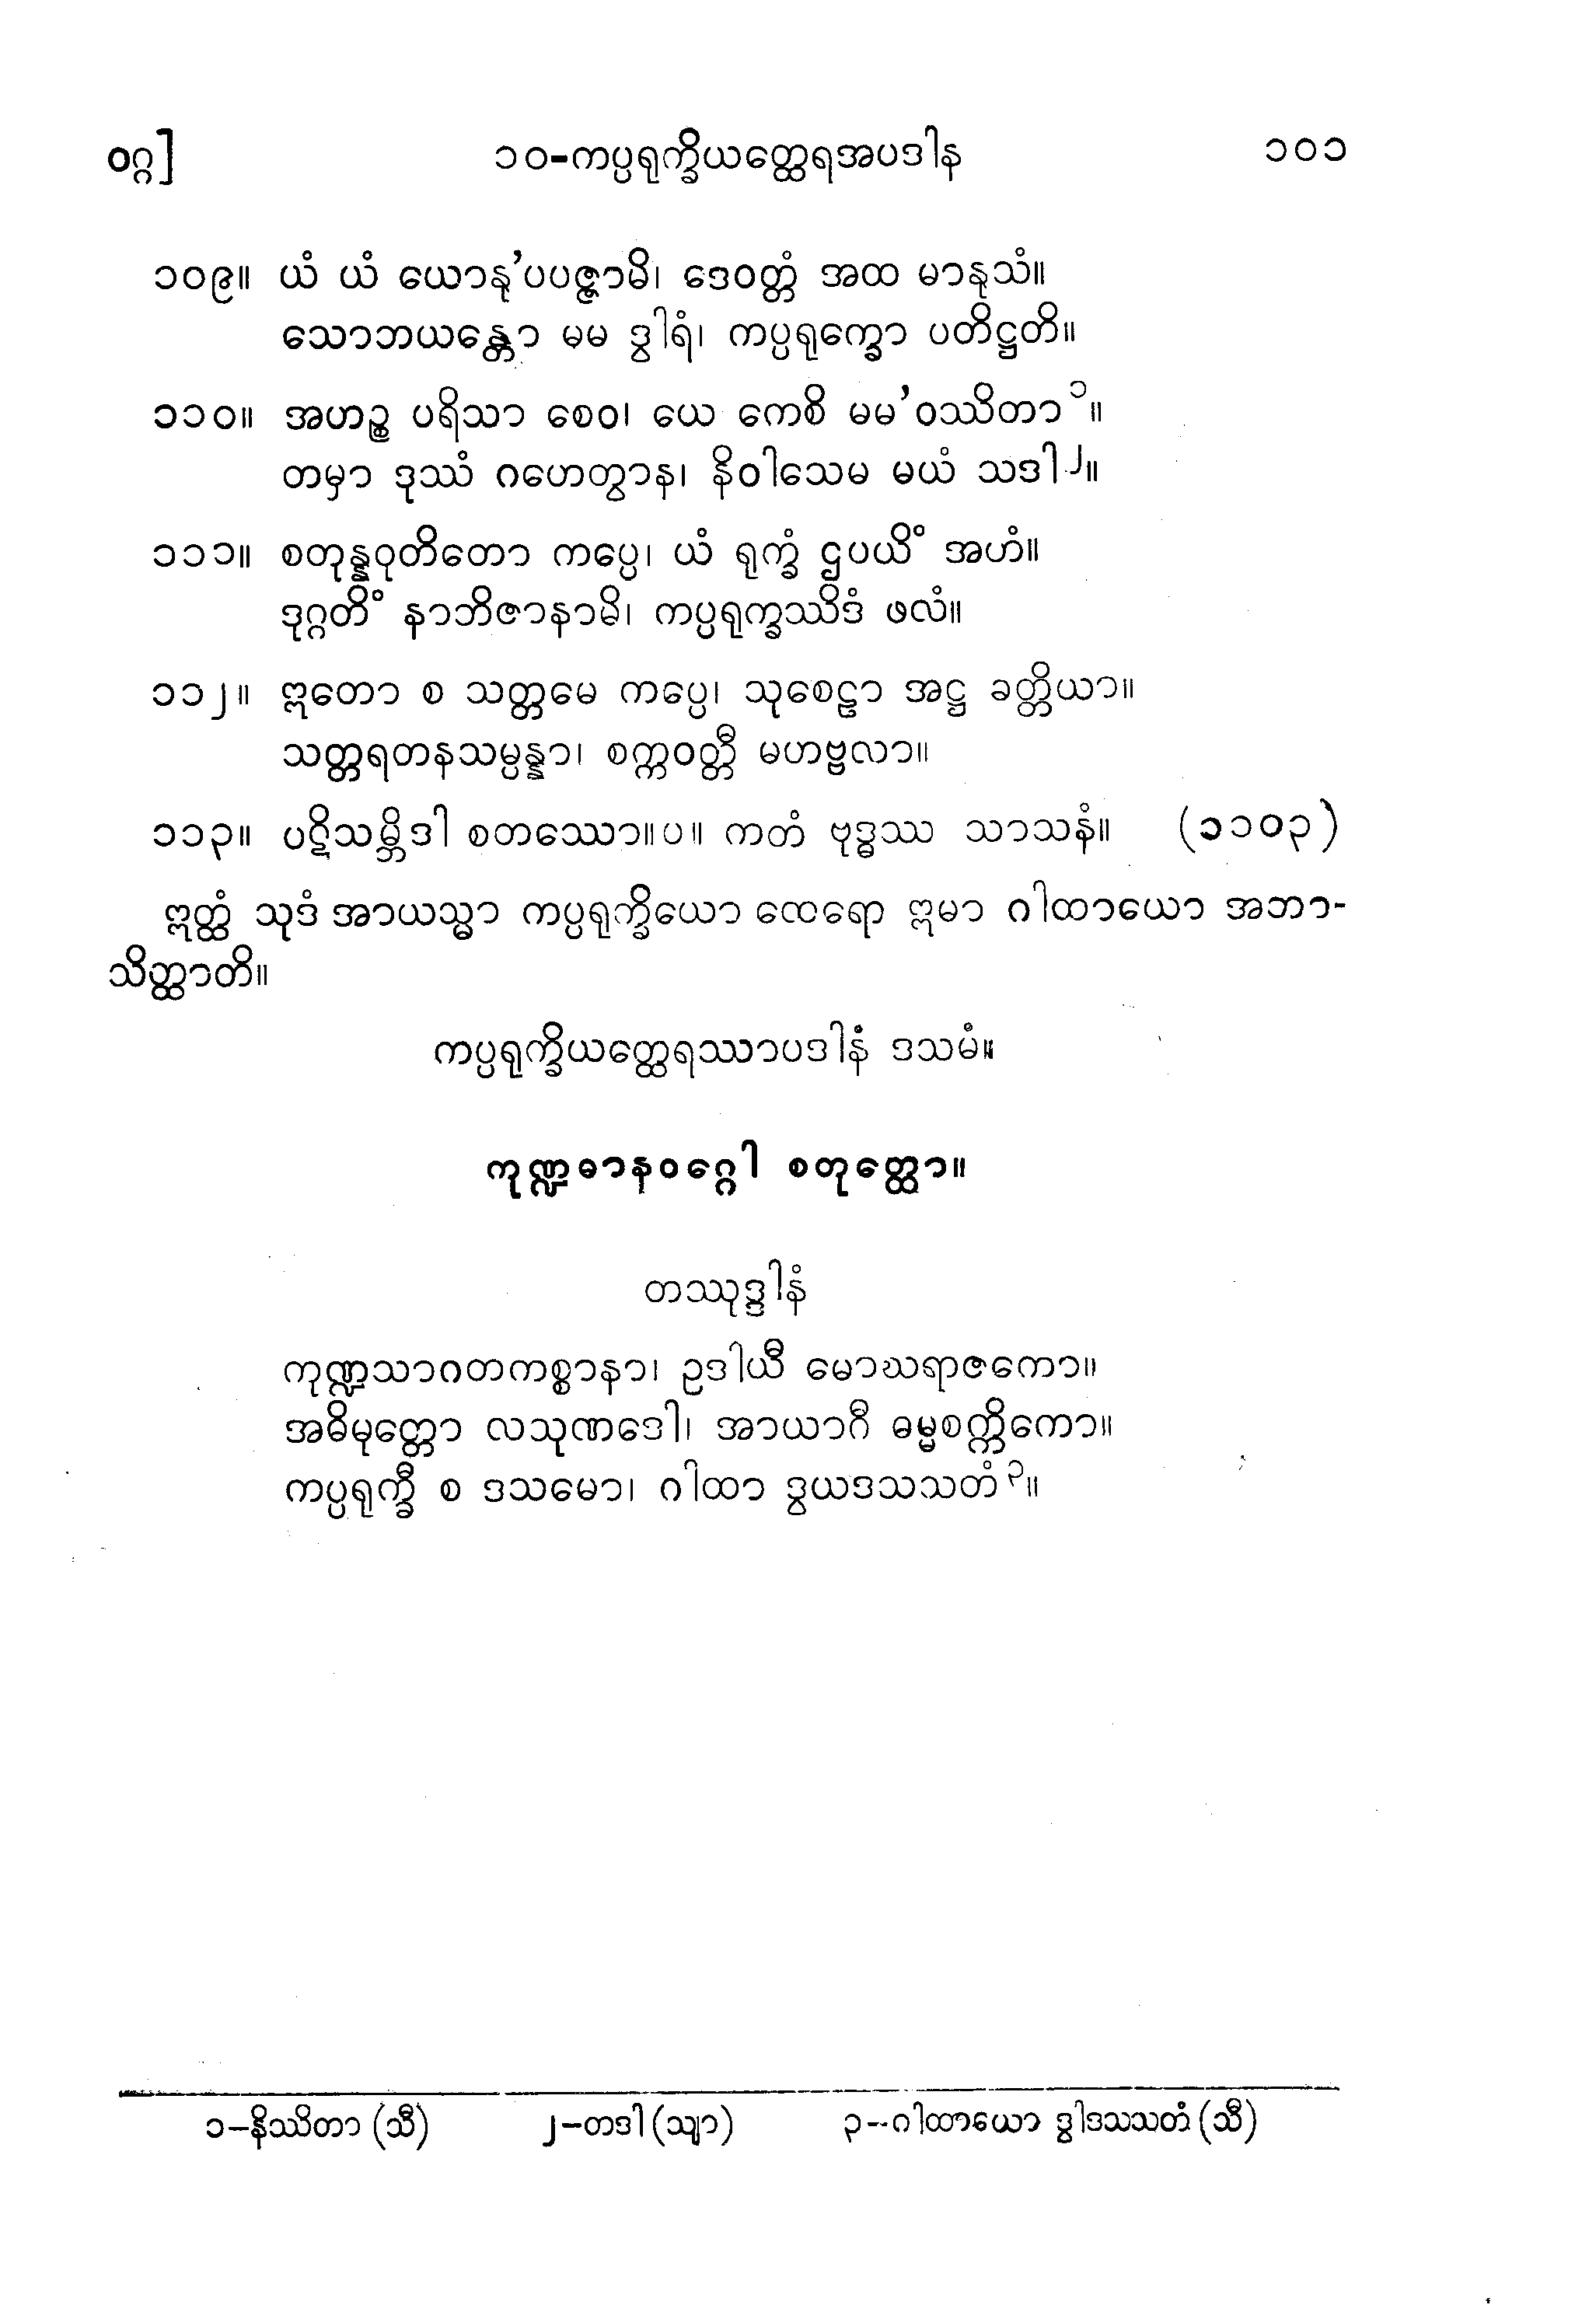 ဝဂ္ဂ] ၁၀-ကပ္ပရုက္ခိယတ္ထေရအပဒါန ၁၀၁
၁၀၉။ ယံ ယံ ယောနု’ပပဇ္ဇာမိ၊ ဒေဝတ္တံ အထ မာနုသံ။
သောဘယန္တော မမ ဒွါရံ၊ ကပ္ပရုက္ခော ပတိဋ္ဌတိ။
၁၁၀။ အဟဉ္စ ပရိသာ စေဝ၊ ယေ ကေစိ မမ’ဝဿိတာ ၁။
တမှာ ဒုဿံ ဂဟေတွာန၊ နိဝါသေမ မယံ သဒါ ၂။
၁၁၁။ စတုန္နဝုတိတော ကပ္ပေ၊ ယံ ရုက္ခံ ဌပယိံ အဟံ။
ဒုဂ္ဂတိံ နာဘိဇာနာမိ၊ ကပ္ပရုက္ခဿိဒံ ဖလံ။
၁၁၂။ ဣတော စ သတ္တမေ ကပ္ပေ၊ သုစေဠာ အဋ္ဌ ခတ္တိယာ။
သတ္တရတနသမ္ပန္နာ၊ စက္ကဝတ္တီ မဟဗ္ဗလာ။
၁၁၃။ ပဋိသမ္ဘိဒါ စတဿော။ပ။ ကတံ ဗုဒ္ဓဿ သာသနံ။ (၁၁၀၃)
ဣတ္ထံ သုဒံ အာယသ္မာ ကပ္ပရုက္ခိယော ထေရော ဣမာ ဂါထာယော အဘာ-
သိတ္ထာတိ။
ကပ္ပရုက္ခိယတ္ထေရဿာပဒါနံ ဒသမံ။
ကုဏ္ဍဓာနဝဂ္ဂေါ စတုတ္ထော။
တဿုဒ္ဒါနံ
ကုဏ္ဍသာဂတကစ္စာနာ၊ ဥဒါယီ မောဃရာဇကော။
အဓိမုတ္တော လသုဏဒေါ၊ အာယာဂီ ဓမ္မစက္ကိကော။
ကပ္ပရုက္ခီ စ ဒသမော၊ ဂါထာ ဒွယဒသသတံ ၃။
၁–နိဿိတာ (သီ) ၂–တဒါ (သျာ) ၃–ဂါထာယော ဒွါဒသသတံ (သီ)